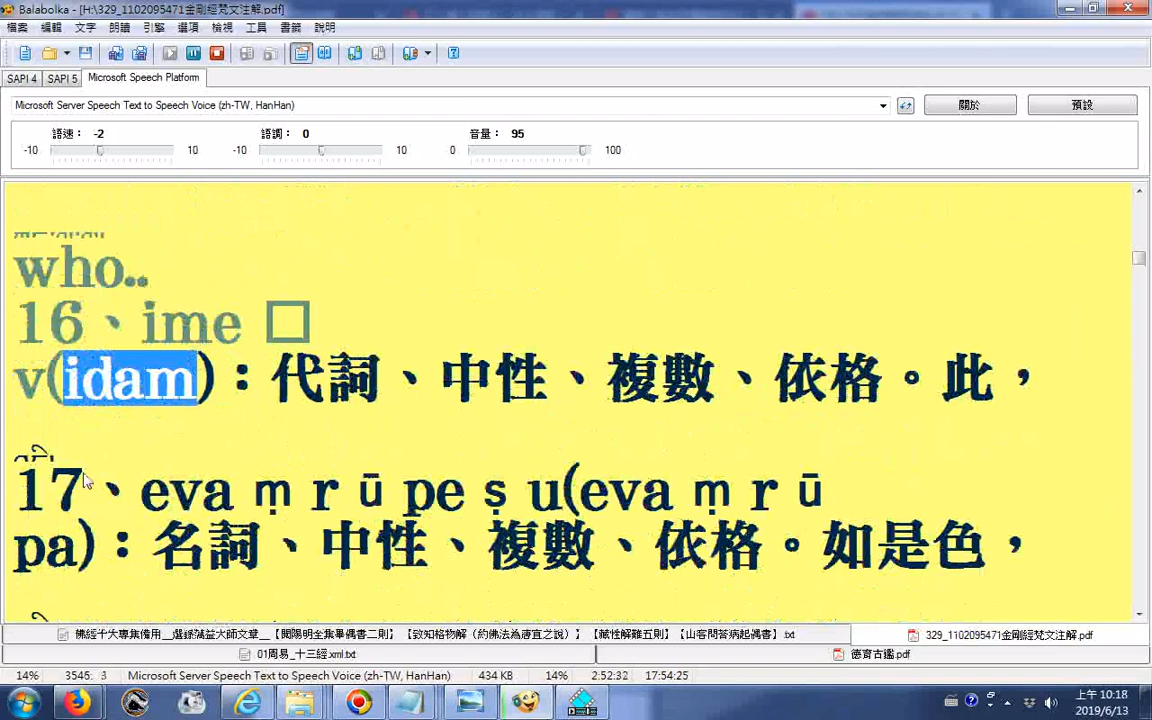 Balabolka - [H:\329_1102095471金剛經梵文注解.pdf]
檔案 編輯 文字 朗讀 引擎 選項 檢視 工具 書籤 說明
SAPI 4 SAPI 5 Microsoft Speech Platform
Microsoft Server Speech Text to Speech Voice (zh-TW, HanHan) 關於 預設
語速： -2 語調： 0 音量： 95
-10 10 -10 10 0 100
who..
16、ime □
v(idam)：代詞、中性、複數、依格。此，
17、eva ṃ r ū pe ṣ u(eva ṃ r ū
pa)：名詞、中性、複數、依格。如是色，
329_1102095471金剛經梵文注解.pdf
01周易_十三經.xml.txt 德育古鑑.pdf
14% 3545: 3 Microsoft Server Speech Text to Speech Voice (zh-TW, HanHan) 434 KB 14% 2:52:32 17:54:25
上午 10:18
2019/6/13